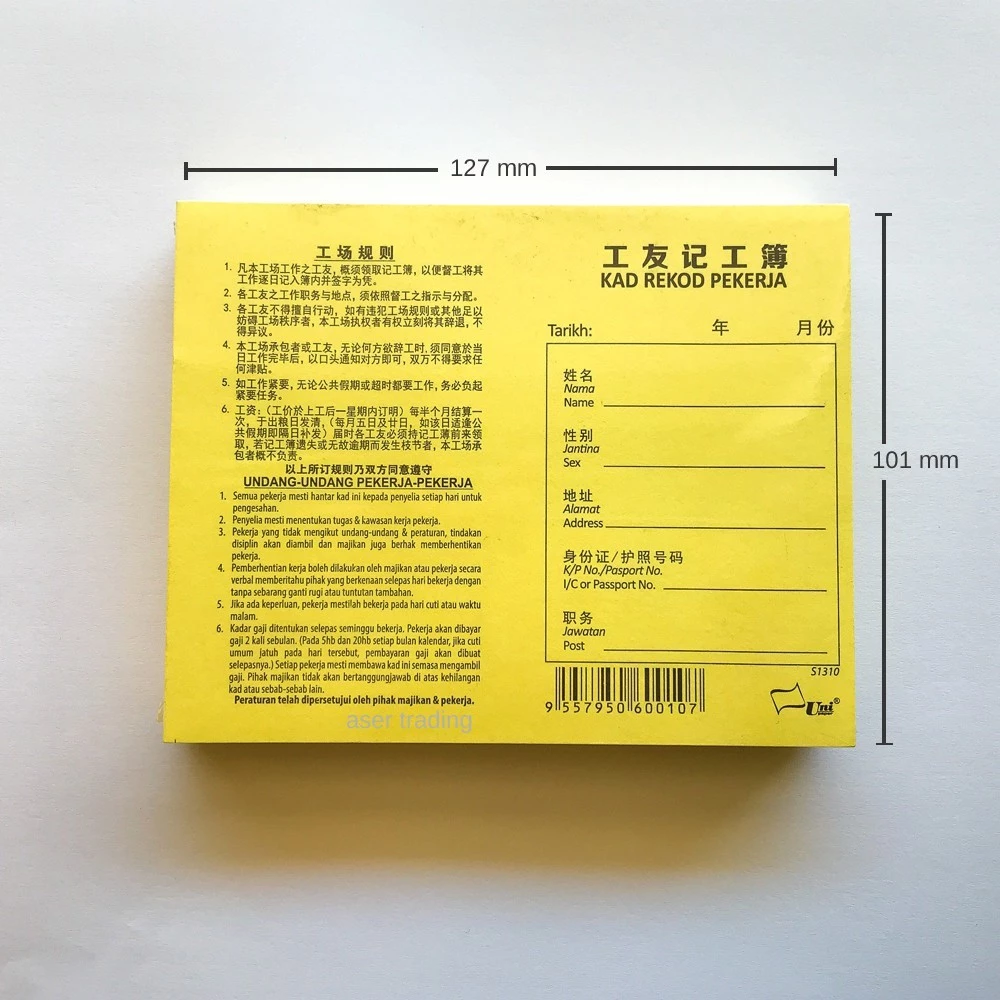 127 mm
101 mm
工场规则
1. 凡本工场工作之工友，概须领取记工簿，以便督工将其
工作逐日记入簿内并签字为凭。
2. 各工友之工作职务与地点，须依照督工之指示与分配。
3. 各工友不得擅自行动，如有违犯工场规则或其他足以
妨碍工场秩序者，本工场执权者有权立刻将其辞退，不
得异议。
4. 本工场承包者或工友，无论何方欲辞工时，须同意於当
日工作完毕后，以口头通知对方即可，双万不得要求任
何津贴。
5. 如工作紧要，无论公共假期或超时都要工作，务必负起
紧要任务。
6. 工资：（工价於上工后一星期内订明）每半个月结算一
次，于出粮日发清，（每月五日及廿日，如该日适逢公
共假期即隔日补发）届时各工友必须持记工薄前来领
取，若记工簿遗失或无故逾期而发生枝节者，本工场承
包者概不负责。
以上所订规则乃双方同意遵守
UNDANG-UNDANG PEKERJA-PEKERJA
1. Semua pekerja mesti hantar kad ini kepada penyelia setiap hari untuk
pengesahan.
2. Penyelia mesti menentukan tugas & kawasan kerja pekerja.
3. Pekerja yang tidak mengikut undang-undang & peraturan, tindakan
disiplin akan diambil dan majikan juga berhak memberhentikan
pekerja.
4. Pemberhentian kerja boleh dilakukan oleh majikan atau pekerja secara
verbal memberitahu pihak yang berkenaan selepas hari bekerja dengan
tanpa sebarang ganti rugi atau tuntutan tambahan.
5. Jika ada keperluan, pekerja mestilah bekerja pada hari cuti atau waktu
malam.
6. Kadar gaji ditentukan selepas seminggu bekerja. Pekerja akan dibayar
gaji 2 kali sebulan. (Pada 5hb dan 20hb setiap bulan kalendar, jika cuti
umum jatuh pada hari tersebut, pembayaran gaji akan dibuat
selepasnya.) Setiap pekerja mesti membawa kad ini semasa mengambil
gaji. Pihak majikan tidak akan bertanggungjawab di atas kehilangan
kad atau sebab-sebab lain.
Peraturan telah dipersetujui oleh pihak majikan & pekerja.
aser trading
工友记工簿
KAD REKOD PEKERJA
Tarikh: 年 月份
姓名
Nama
Name
性别
Jantina
Sex
地址
Alamat
Address
身份证/护照号码
K/P No./Pasport No.
I/C or Passport No.
职务
Jawatan
Post
S1310
9 557950 600107
Uni
paper